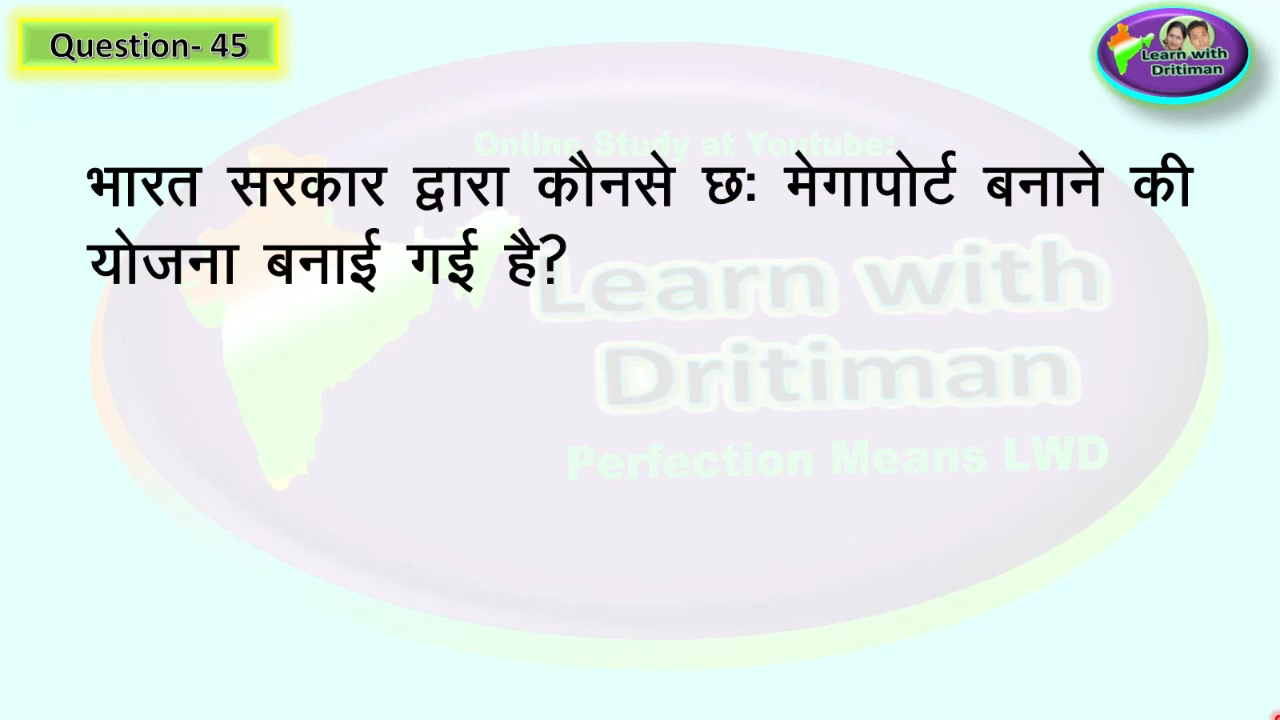 Question- 45
Learn with
Dritiman
Online Study at Youtube:
भारत सरकार द्वारा कौनसे छः मेगापोर्ट बनाने की
योजना बनाई गई है?
Learn with
Dritiman
Perfection Means LWD